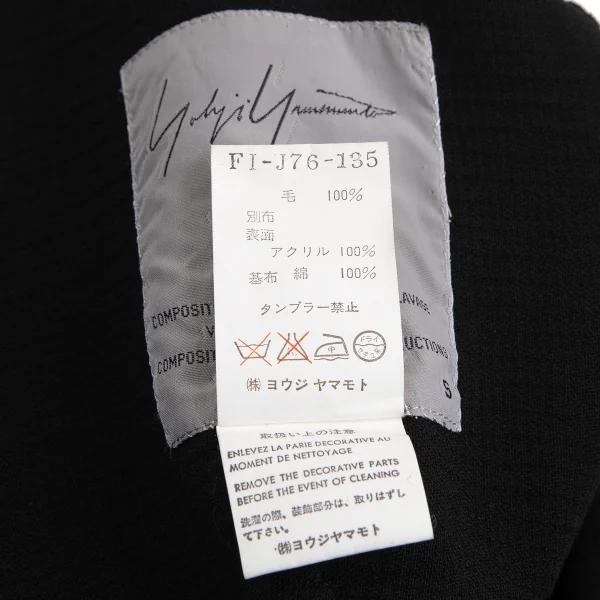 Yohji Yamamoto
FI-J76-135
毛 100%
別布
表面
アクリル 100%
基布 綿 100%
タンブラー禁止
中 ドライ
㈱ ヨウジ ヤマモト
COMPOSIT LAVAGE
COMPOSIT UCTIONS
S
取扱い上の注意
ENLEVEZ LA PARIE DECORATIVE AU
MOMENT DE NETTOYAGE
REMOVE THE DECORATIVE PARTS
BEFORE THE EVENT OF CLEANING
洗濯の際、装飾部分は、取りはずし
て下さい。
㈱ヨウジヤマモト